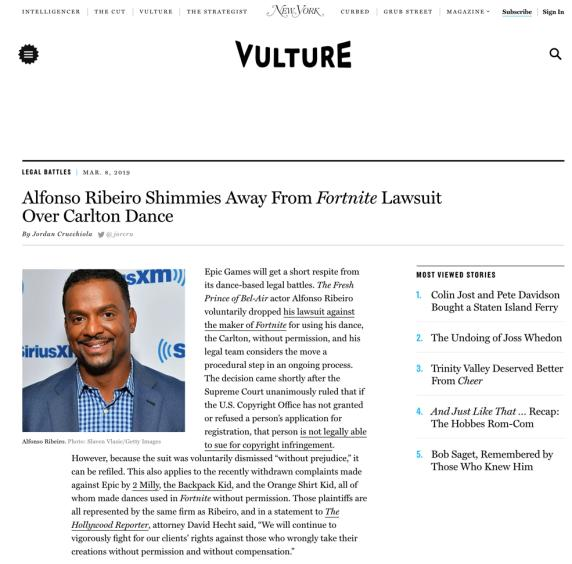 INTELLIGENCER
THE CUT
VULTURE
THE STRATEGIST
NEW YORK
CURBED
GRUB STREET
MAGAZINE
Subscribe
Sign In
VULTURE
LEGAL BATTLES
MAR. 8, 2019
Alfonso Ribeiro Shimmies Away From Fortnite Lawsuit
Over Carlton Dance
By Jordan Crucchiola
@jorcru
siriusxm
SiriusX
Alfonso Ribeiro. Photo: Slaven Vlasic/Getty Images
Epic Games will get a short respite from
its dance-based legal battles. The Fresh
Prince of Bel-Air actor Alfonso Ribeiro
voluntarily dropped his lawsuit against
the maker of Fortnite for using his dance,
the Carlton, without permission, and his
legal team considers the move a
procedural step in an ongoing process.
The decision came shortly after the
Supreme Court unanimously ruled that if
the U.S. Copyright Office has not granted
or refused a person's application for
registration, that person is not legally able
to sue for copyright infringement.
However, because the suit was voluntarily dismissed “without prejudice,” it
can be refiled. This also applies to the recently withdrawn complaints made
against Epic by 2 Milly, the Backpack Kid, and the Orange Shirt Kid, all of
whom made dances used in Fortnite without permission. Those plaintiffs are
all represented by the same firm as Ribeiro, and in a statement to The
Hollywood Reporter, attorney David Hecht said, “We will continue to
vigorously fight for our clients' rights against those who wrongly take their
creations without permission and without compensation.”
MOST VIEWED STORIES
1. Colin Jost and Pete Davidson
Bought a Staten Island Ferry
2. The Undoing of Joss Whedon
3. Trinity Valley Deserved Better
From Cheer
4. And Just Like That … Recap:
The Hobbes Rom-Com
5. Bob Saget, Remembered by
Those Who Knew Him